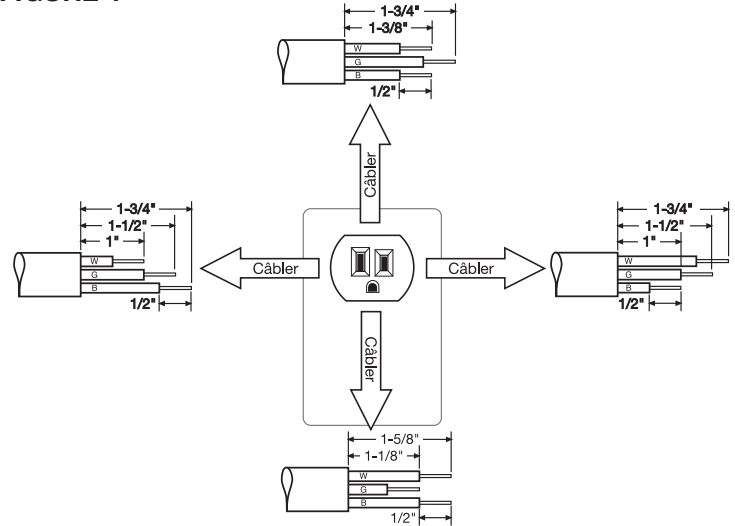 1-3/4"
1-3/8"
W
G
B
1/2"
Câbler
1-3/4"
1-1/2"
1"
W
G
B
1/2"
Câbler
Câbler
1-3/4"
1-1/2"
1"
W
G
B
1/2"
Câbler
1-5/8"
1-1/8"
W
G
B
1/2"